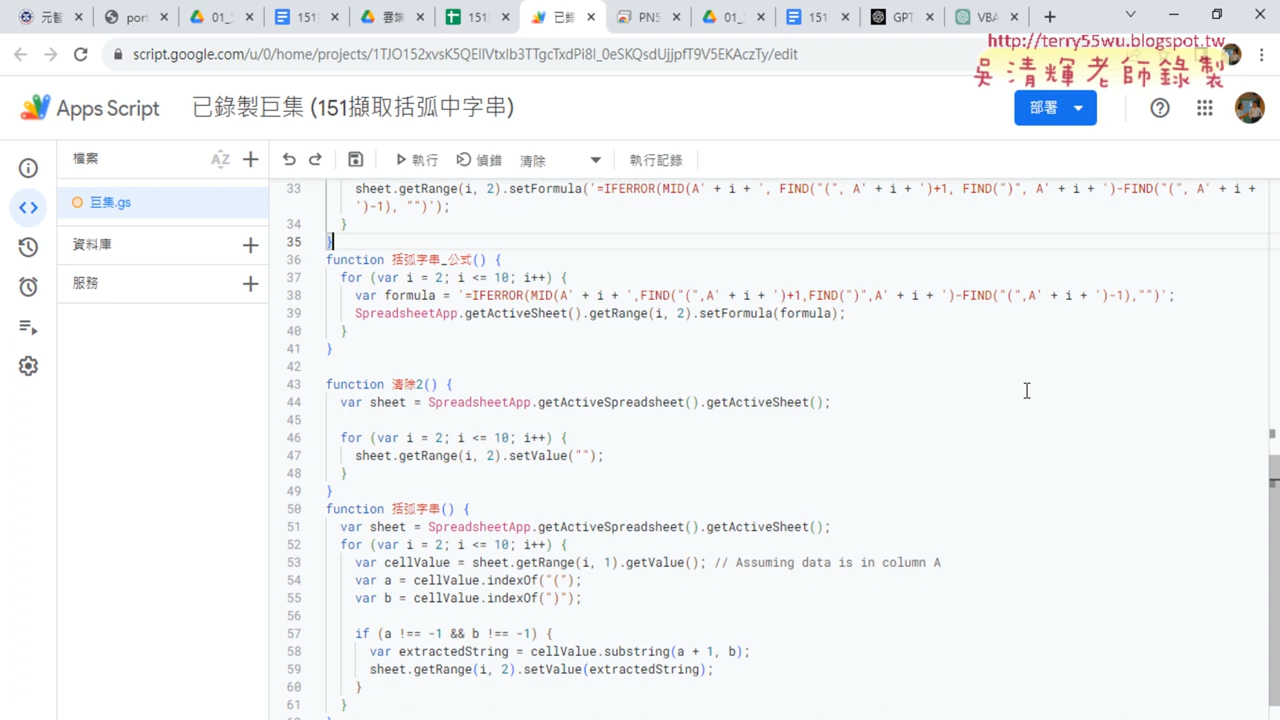 元智
port
01_
151
雲端
151
已錄
PN5
01_
151
GPT
VBA
script.google.com/u/0/home/projects/1TJO152xvsK5QEllVtxIb3TTgcTxdPi8l_0eSKQsdUjjpfT9V5EKAczTy/edit
http://terry55wu.blogspot.tw
吳清輝老師錄製
Apps Script
已錄製巨集 (151擷取括弧中字串)
部署
檔案
AZ
執行
偵錯
清除
執行記錄
巨集.gs
資料庫
服務
33 sheet.getRange(i, 2).setFormula('=IFERROR(MID(A' + i + ', FIND("(", A' + i + ')+1, FIND(")", A' + i + ')-FIND("(", A' + i +
')-1), "")');
34 }
35 }
36 function 括弧字串_公式() {
37 for (var i = 2; i <= 10; i++) {
38 var formula = '=IFERROR(MID(A' + i + ',FIND("(",A' + i + ')+1,FIND(")",A' + i + ')-FIND("(",A' + i + ')-1),"")';
39 SpreadsheetApp.getActiveSheet().getRange(i, 2).setFormula(formula);
40 }
41 }
42
43 function 清除2() {
44 var sheet = SpreadsheetApp.getActiveSpreadsheet().getActiveSheet();
45
46 for (var i = 2; i <= 10; i++) {
47 sheet.getRange(i, 2).setValue("");
48 }
49 }
50 function 括弧字串() {
51 var sheet = SpreadsheetApp.getActiveSpreadsheet().getActiveSheet();
52 for (var i = 2; i <= 10; i++) {
53 var cellValue = sheet.getRange(i, 1).getValue(); // Assuming data is in column A
54 var a = cellValue.indexOf("(");
55 var b = cellValue.indexOf(")");
56
57 if (a !== -1 && b !== -1) {
58 var extractedString = cellValue.substring(a + 1, b);
59 sheet.getRange(i, 2).setValue(extractedString);
60 }
61 }